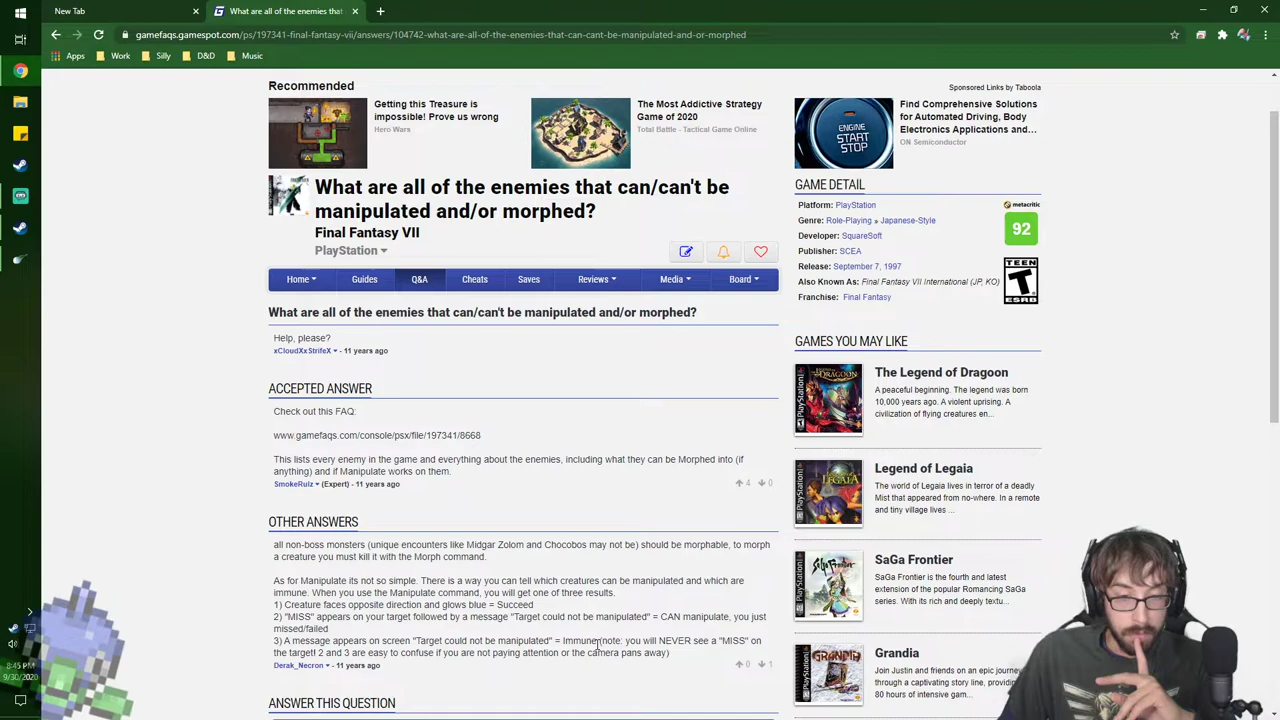 New Tab
What are all of the enemies that
gamefaqs.gamespot.com/ps/197341-final-fantasy-vii/answers/104742-what-are-all-of-the-enemies-that-can-cant-be-manipulated-and/or-morphed
Apps
Work
Silly
D&D
Music
Recommended
Sponsored Links by Taboola
Getting this Treasure is
impossible! Prove us wrong
Hero Wars
The Most Addictive Strategy
Game of 2020
Total Battle - Tactical Game Online
ENGINE
START
STOP
Find Comprehensive Solutions
for Automated Driving, Body
Electronics Applications and…
ON Semiconductor
What are all of the enemies that can/can't be
manipulated and/or morphed?
Final Fantasy VII
PlayStation
Home
Guides
Q&A
Cheats
Saves
Reviews
Media
Board
What are all of the enemies that can/can't be manipulated and/or morphed?
Help, please?
xCloudXxStrifeX - 11 years ago
ACCEPTED ANSWER
Check out this FAQ:
www.gamefaqs.com/console/psx/file/197341/8668
This lists every enemy in the game and everything about the enemies, including what they can be Morphed into (if
anything) and if Manipulate works on them.
SmokeRulz (Expert) - 11 years ago
4 0
OTHER ANSWERS
all non-boss monsters (unique encounters like Midgar Zolom and Chocobos may not be) should be morphable, to morph
a creature you must kill it with the Morph command.
As for Manipulate its not so simple. There is a way you can tell which creatures can be manipulated and which are
immune. When you use the Manipulate command, you will get one of three results.
1) Creature faces opposite direction and glows blue = Succeed
2) "MISS" appears on your target followed by a message "Target could not be manipulated" = CAN manipulate, you just
missed/failed
3) A message appears on screen "Target could not be manipulated" = Immune(note: you will NEVER see a "MISS" on
the target! 2 and 3 are easy to confuse if you are not paying attention or the camera pans away)
Derak_Necron - 11 years ago
0 1
ANSWER THIS QUESTION
GAME DETAIL
Platform: PlayStation
Genre: Role-Playing » Japanese-Style
Developer: SquareSoft
Publisher: SCEA
Release: September 7, 1997
Also Known As: Final Fantasy VII International (JP, KO)
Franchise: Final Fantasy
metacritic
92
TEEN
T
ESRB
GAMES YOU MAY LIKE
The Legend of Dragoon
A peaceful beginning. The legend was born
10,000 years ago. A violent uprising. A
civilization of flying creatures en...
Legend of Legaia
The world of Legaia lives in terror of a deadly
Mist that appeared from no-where. In a remote
and tiny village lives ...
SaGa Frontier
SaGa Frontier is the fourth and latest
extension of the popular Romancing SaGa
series. With its rich and deeply
Grandia
Join Justin and friends on an epic journey
through a captivating story line,
80 hours of intensive gam...
8:45 PM
9/30/2020